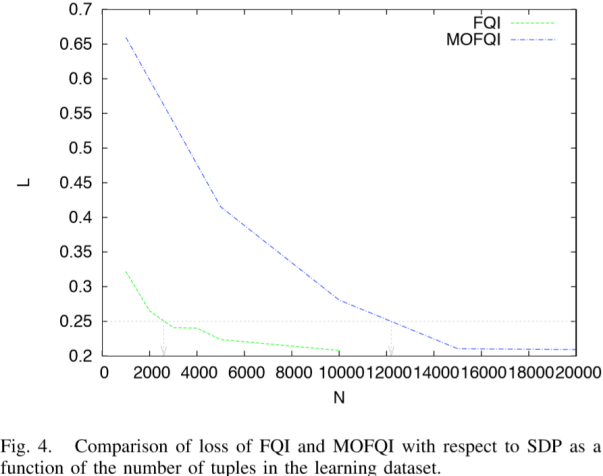 0.7
FQI
MOFQI
0.65
0.6
0.55
0.5
L
0.45
0.4
0.35
0.3
0.25
0.2
0 2000 4000 6000 8000 10000 12000 14000 16000 18000 20000
N
Fig. 4. Comparison of loss of FQI and MOFQI with respect to SDP as a
function of the number of tuples in the learning dataset.